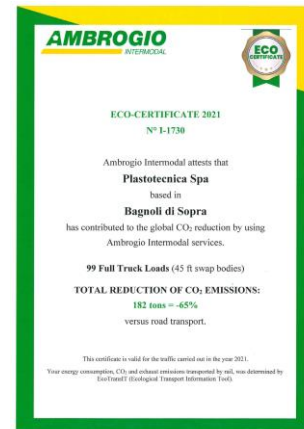 AMBROGIO
INTERMODAL
ECO
CERTIFICATE
ECO-CERTIFICATE 2021
N° I-1730
Ambrogio Intermodal attests that
Plastotecnica Spa
based in
Bagnoli di Sopra
has contributed to the global CO₂ reduction by using
Ambrogio Intermodal services.
99 Full Truck Loads (45 ft swap bodies)
TOTAL REDUCTION OF CO₂ EMISSIONS:
182 tons = -65%
versus road transport.
This certificate is valid for the traffic carried out in the year 2021.
Your energy consumption, CO₂ and exhaust emissions transported by rail, was determined by
EcoTransIT (Ecological Transport Information Tool).